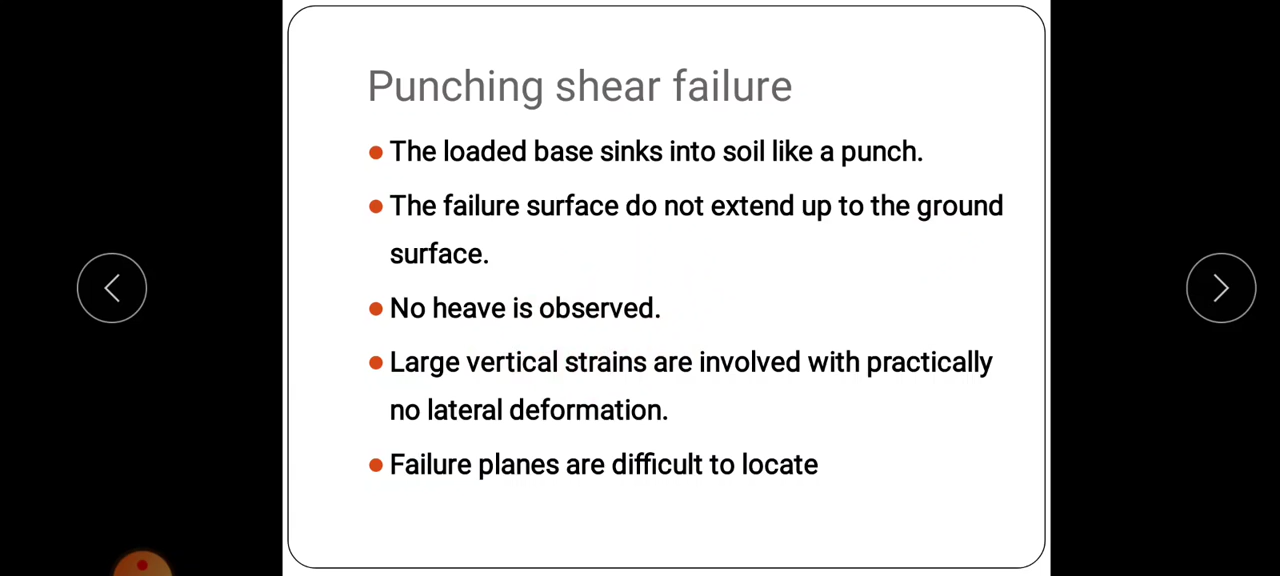 Punching shear failure
The loaded base sinks into soil like a punch.
The failure surface do not extend up to the ground
surface.
No heave is observed.
Large vertical strains are involved with practically
no lateral deformation.
Failure planes are difficult to locate